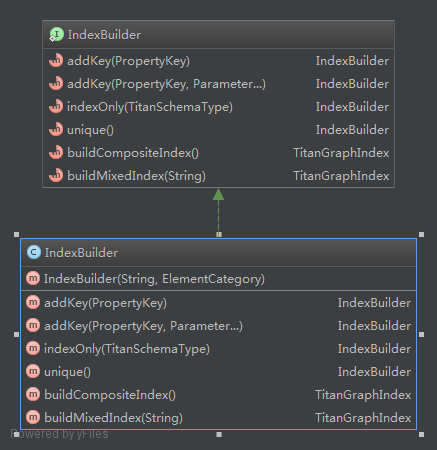 I IndexBuilder
m addKey(PropertyKey) IndexBuilder
m addKey(PropertyKey, Parameter...) IndexBuilder
m indexOnly(TitanSchemaType) IndexBuilder
m unique() IndexBuilder
m buildCompositeIndex() TitanGraphIndex
m buildMixedIndex(String) TitanGraphIndex
C IndexBuilder
m IndexBuilder(String, ElementCategory)
m addKey(PropertyKey) IndexBuilder
m addKey(PropertyKey, Parameter...) IndexBuilder
m indexOnly(TitanSchemaType) IndexBuilder
m unique() IndexBuilder
m buildCompositeIndex() TitanGraphIndex
m buildMixedIndex(String) TitanGraphIndex
Powered by yFiles